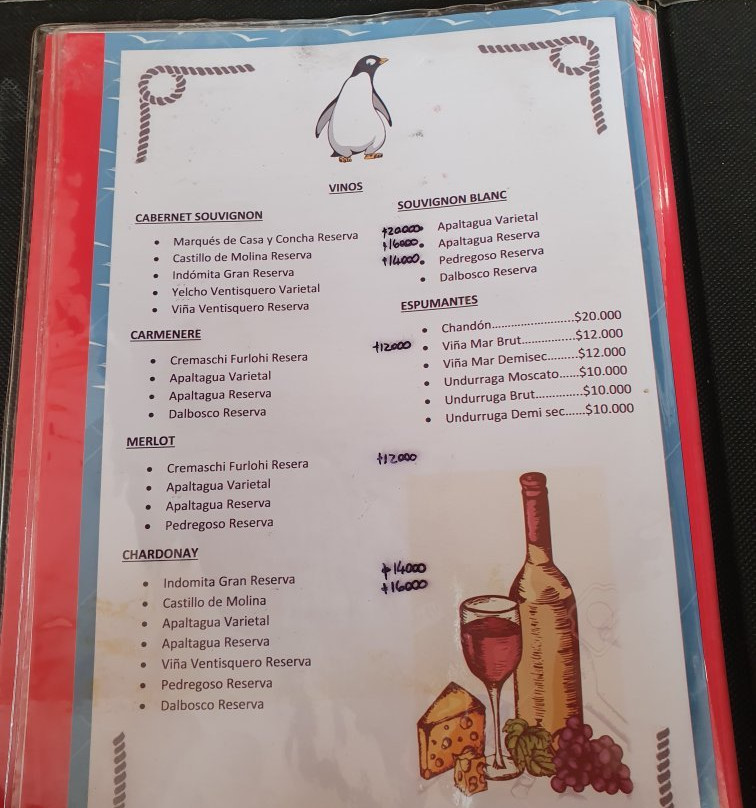 VINOS
CABERNET SOUVIGNON
Marqués de Casa y Concha Reserva $20000
Castillo de Molina Reserva $16000
Indómita Gran Reserva $14000
Yelcho Ventisquero Varietal
Viña Ventisquero Reserva
CARMENERE
Cremaschi Furlohi Resera $12000
Apaltagua Varietal
Apaltagua Reserva
Dalbosco Reserva
MERLOT
Cremaschi Furlohi Resera $12000
Apaltagua Varietal
Apaltagua Reserva
Pedregoso Reserva
CHARDONAY
Indomita Gran Reserva $14000
Castillo de Molina $16000
Apaltagua Varietal
Apaltagua Reserva
Viña Ventisquero Reserva
Pedregoso Reserva
Dalbosco Reserva
SOUVIGNON BLANC
Apaltagua Varietal
Apaltagua Reserva
Pedregoso Reserva
Dalbosco Reserva
ESPUMANTES
Chandón..........................$20.000
Viña Mar Brut.................$12.000
Viña Mar Demisec..........$12.000
Undurraga Moscato......$10.000
Undurruga Brut...............$10.000
Undurruga Demi sec......$10.000